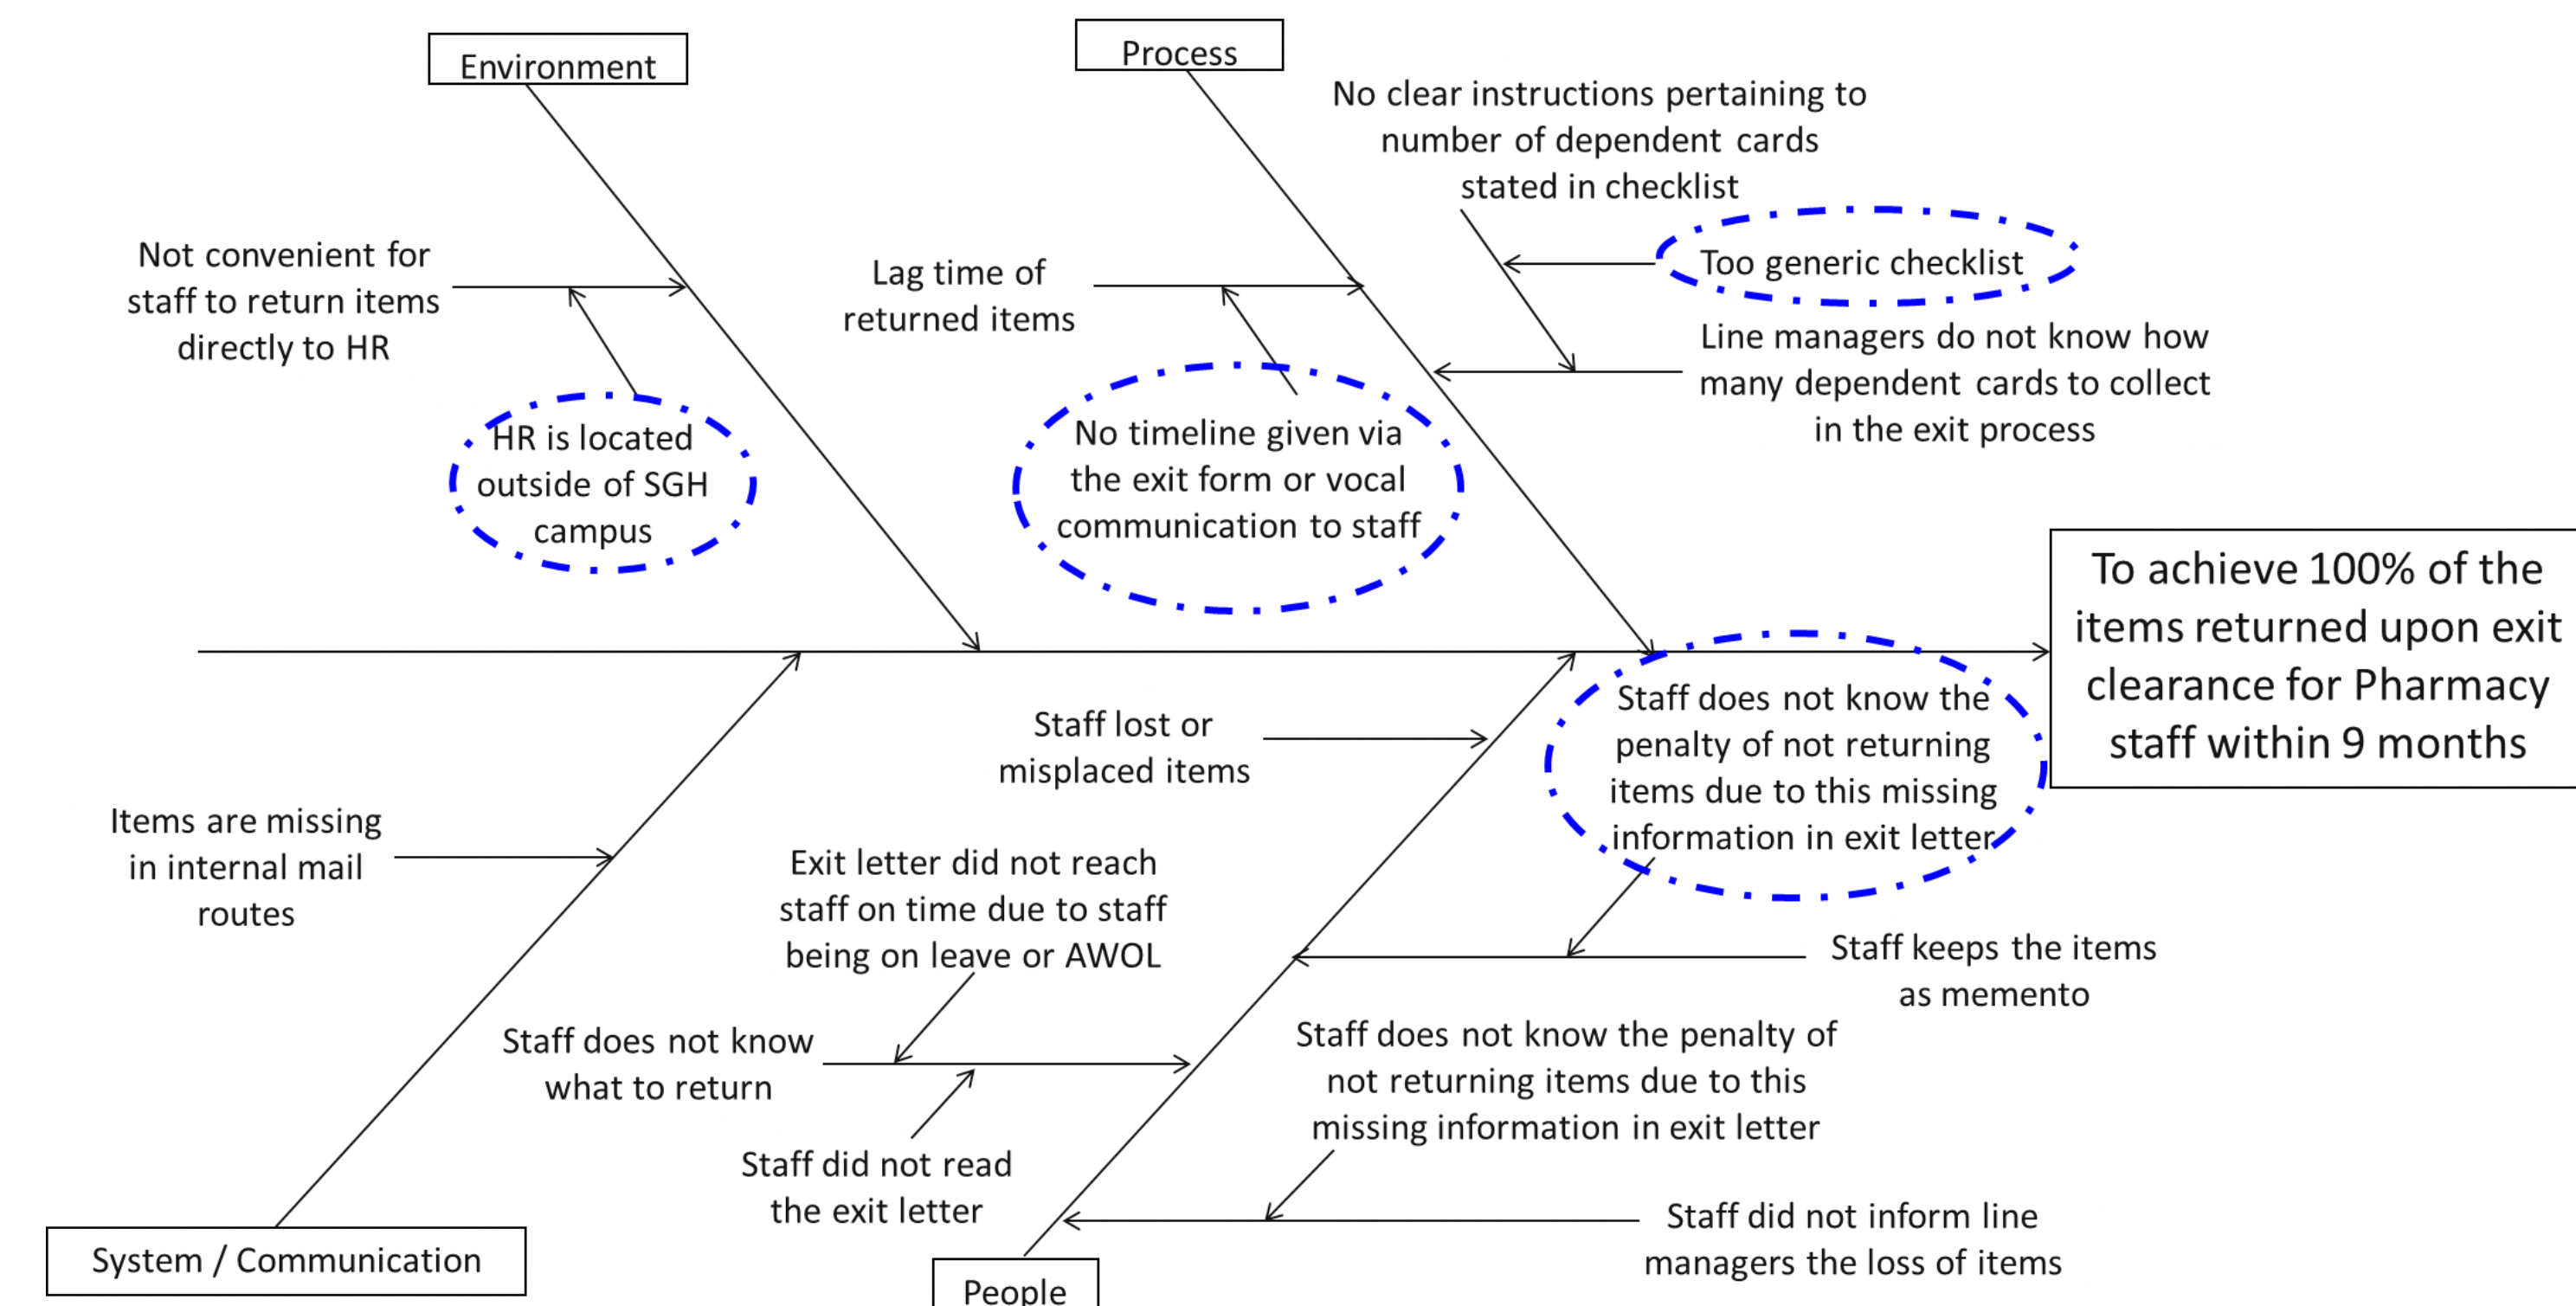 Environment
Process
No clear instructions pertaining to
number of dependent cards
stated in checklist
Not convenient for
staff to return items
directly to HR
Lag time of
returned items
Too generic checklist
Line managers do not know how
many dependent cards to collect
in the exit process
HR is located
outside of SGH
campus
No timeline given via
the exit form or vocal
communication to staff
To achieve 100% of the
items returned upon exit
clearance for Pharmacy
staff within 9 months
Staff lost or
misplaced items
Staff does not know the
penalty of not returning
items due to this missing
information in exit letter
Items are missing
in internal mail
routes
Exit letter did not reach
staff on time due to staff
being on leave or AWOL
Staff keeps the items
as memento
Staff does not know
what to return
Staff does not know the penalty of
not returning items due to this
missing information in exit letter
Staff did not read
the exit letter
Staff did not inform line
managers the loss of items
System / Communication
People